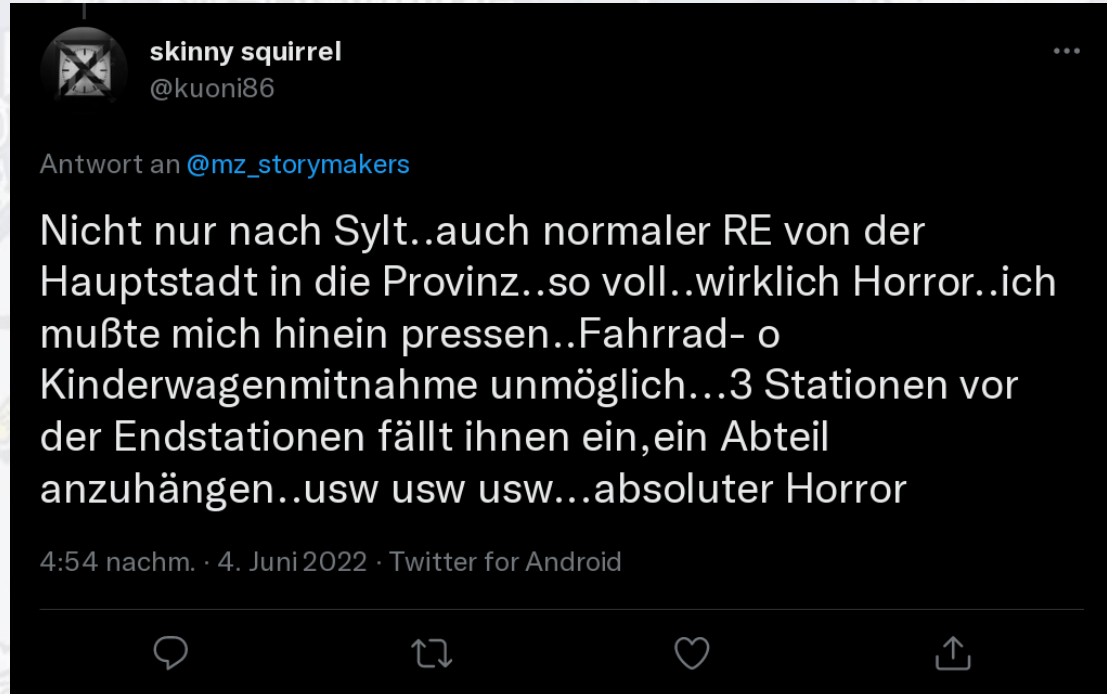 skinny squirrel
@kuoni86
Antwort an @mz_storymakers
Nicht nur nach Sylt..auch normaler RE von der
Hauptstadt in die Provinz..so voll..wirklich Horror..ich
mußte mich hinein pressen..Fahrrad- o
Kinderwagenmitnahme unmöglich...3 Stationen vor
der Endstationen fällt ihnen ein,ein Abteil
anzuhängen..usw usw usw...absoluter Horror
4:54 nachm. · 4. Juni 2022 · Twitter for Android